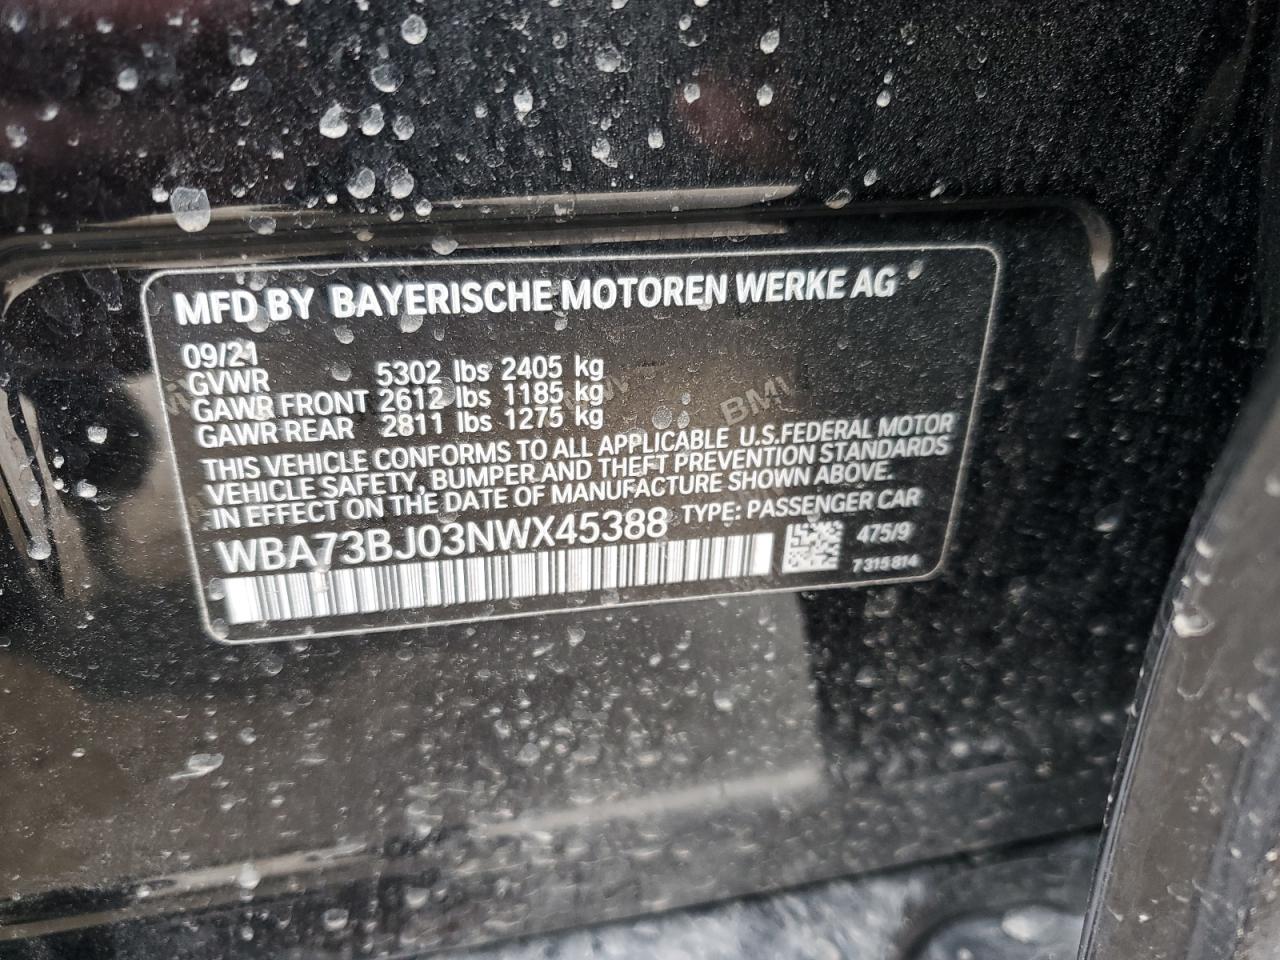 MFD BY BAYERISCHE MOTOREN WERKE AG
09/21
GVWR 5302 lbs 2405 kg
GAWR FRONT 2612 lbs 1185 kg
GAWR REAR 2811 lbs 1275 kg
THIS VEHICLE CONFORMS TO ALL APPLICABLE U.S.FEDERAL MOTOR
VEHICLE SAFETY, BUMPER, AND THEFT PREVENTION STANDARDS
IN EFFECT ON THE DATE OF MANUFACTURE SHOWN ABOVE.
WBA73BJ03NWX45388 TYPE: PASSENGER CAR
475/9
7 315 814
BMW